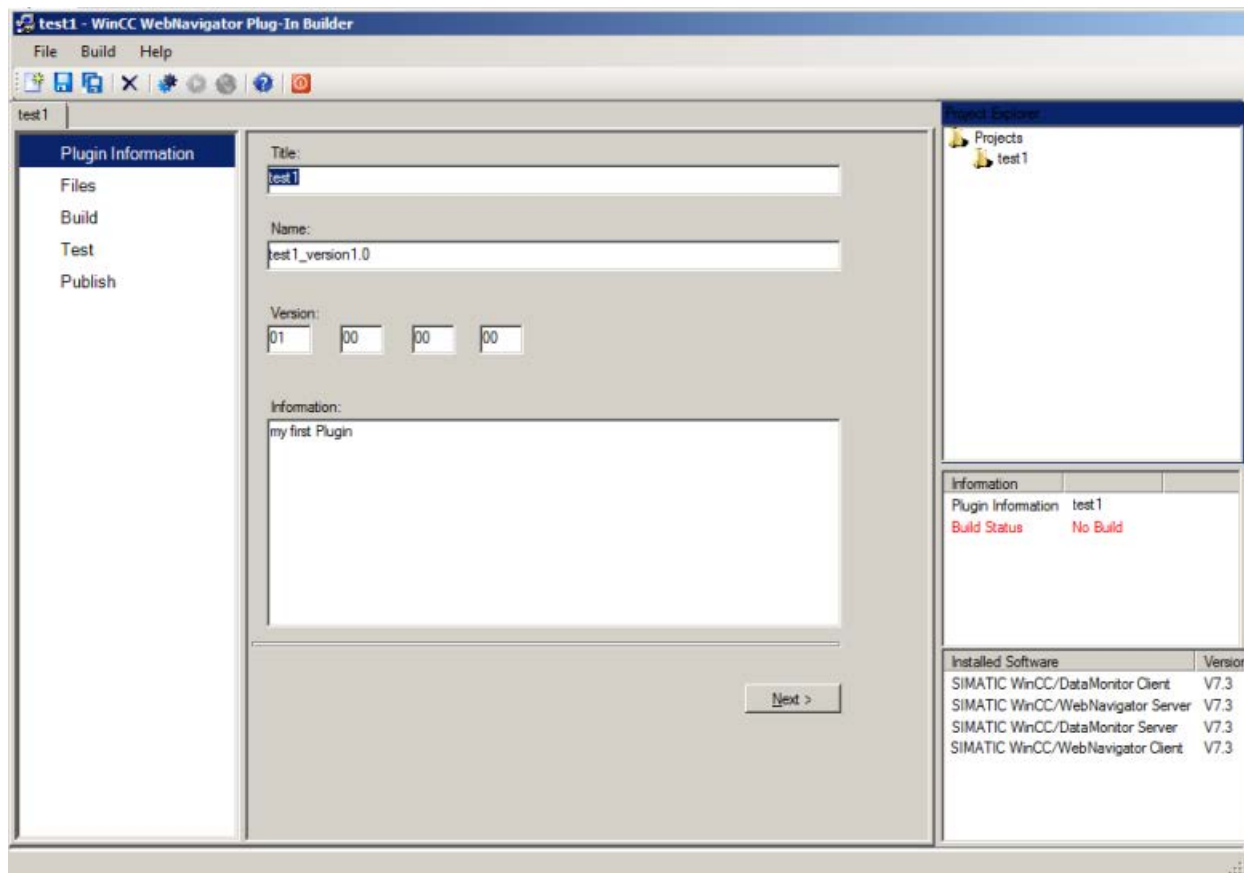 test1 - WinCC WebNavigator Plug-In Builder
File Build Help
test1
Plugin Information
Files
Build
Test
Publish
Title:
test1
Name:
test1_version1.0
Version:
01 00 00 00
Information:
my first Plugin
Next >
Project Explorer
Projects
test1
Information
Plugin Information test1
Build Status No Build
Installed Software Version
SIMATIC WinCC/DataMonitor Client V7.3
SIMATIC WinCC/WebNavigator Server V7.3
SIMATIC WinCC/DataMonitor Server V7.3
SIMATIC WinCC/WebNavigator Client V7.3